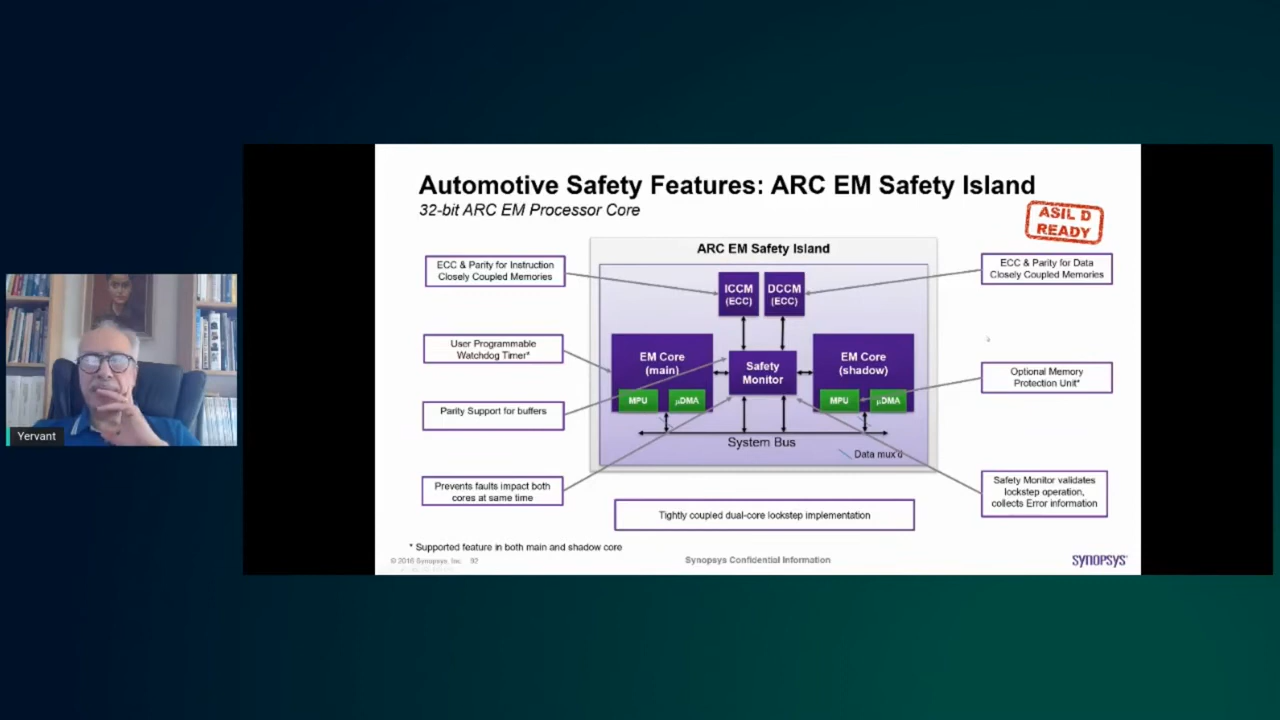 Automotive Safety Features: ARC EM Safety Island
32-bit ARC EM Processor Core
ASIL D
READY
ARC EM Safety Island
ECC & Parity for Instruction
Closely Coupled Memories
ECC & Parity for Data
Closely Coupled Memories
ICCM
(ECC)
DCCM
(ECC)
User Programmable
Watchdog Timer*
EM Core
(main)
MPU
µDMA
Safety
Monitor
EM Core
(shadow)
MPU
µDMA
Optional Memory
Protection Unit*
Parity Support for buffers
System Bus
Data mux'd
Prevents faults impact both
cores at same time
Safety Monitor validates
lockstep operation,
collects Error information
Tightly coupled dual-core lockstep implementation
* Supported feature in both main and shadow core
© 2016 Synopsys, Inc. 92
Synopsys Confidential Information
SYNOPSYS
Yervant